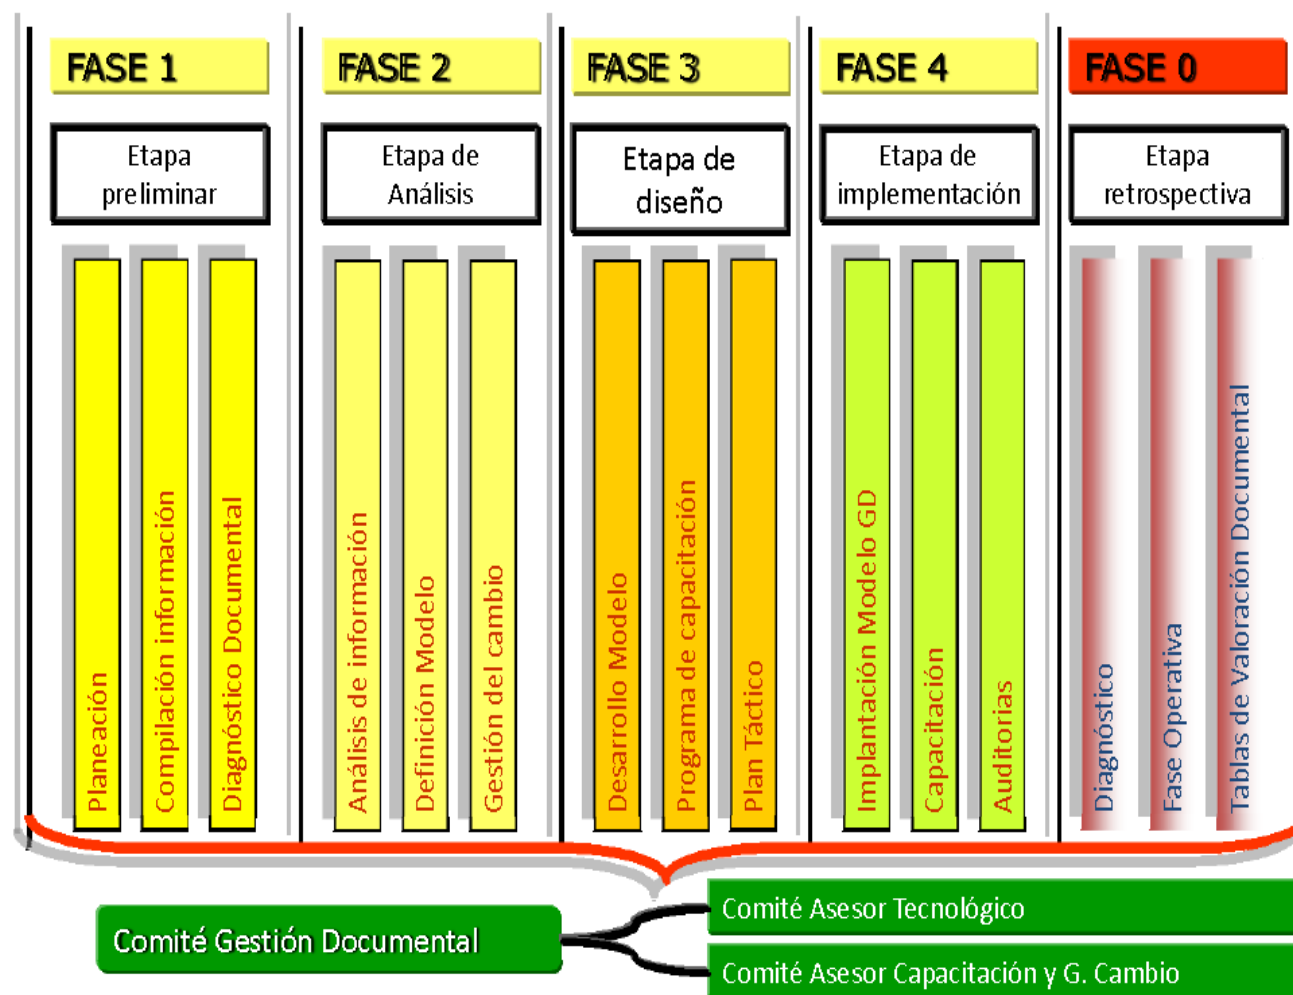 FASE 1
Etapa
preliminar
Planeación
Compilación información
Diagnóstico Documental
FASE 2
Etapa de
Análisis
Análisis de información
Definición Modelo
Gestión del cambio
FASE 3
Etapa de
diseño
Desarrollo Modelo
Programa de capacitación
Plan Táctico
FASE 4
Etapa de
implementación
Implantación Modelo GD
Capacitación
Auditorias
FASE 0
Etapa
retrospectiva
Diagnóstico
Fase Operativa
Tablas de Valoración Documental
Comité Gestión Documental
Comité Asesor Tecnológico
Comité Asesor Capacitación y G. Cambio